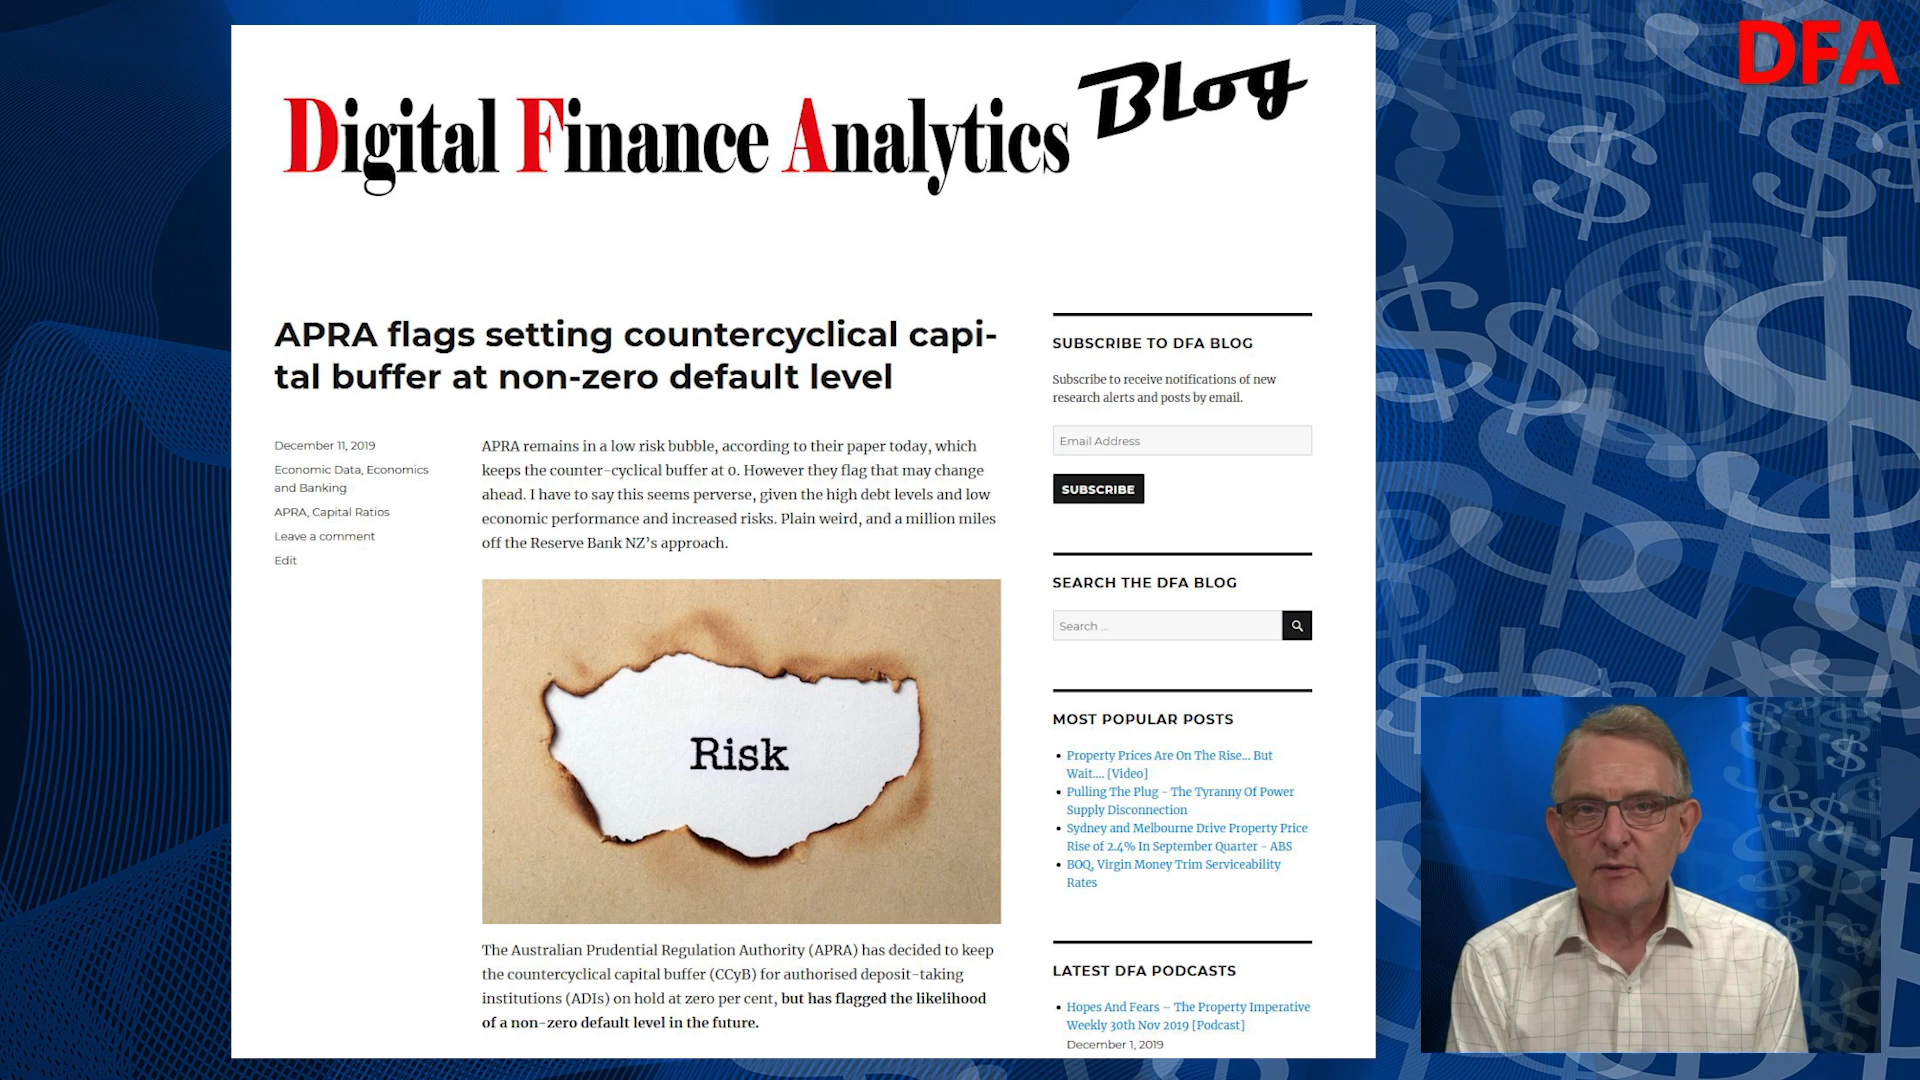 DFA
Digital Finance Analytics Blog
APRA flags setting countercyclical capi-
tal buffer at non-zero default level
December 11, 2019
Economic Data, Economics
and Banking
APRA, Capital Ratios
Leave a comment
Edit
APRA remains in a low risk bubble, according to their paper today, which
keeps the counter-cyclical buffer at 0. However they flag that may change
ahead. I have to say this seems perverse, given the high debt levels and low
economic performance and increased risks. Plain weird, and a million miles
off the Reserve Bank NZ's approach.
Risk
The Australian Prudential Regulation Authority (APRA) has decided to keep
the countercyclical capital buffer (CCyB) for authorised deposit-taking
institutions (ADIs) on hold at zero per cent, but has flagged the likelihood
of a non-zero default level in the future.
SUBSCRIBE TO DFA BLOG
Subscribe to receive notifications of new
research alerts and posts by email.
Email Address
SUBSCRIBE
SEARCH THE DFA BLOG
Search ...
MOST POPULAR POSTS
Property Prices Are On The Rise... But
Wait.... [Video]
Pulling The Plug - The Tyranny Of Power
Supply Disconnection
Sydney and Melbourne Drive Property Price
Rise of 2.4% In September Quarter - ABS
BOQ, Virgin Money Trim Serviceability
Rates
LATEST DFA PODCASTS
Hopes And Fears – The Property Imperative
Weekly 30th Nov 2019 [Podcast]
December 1, 2019